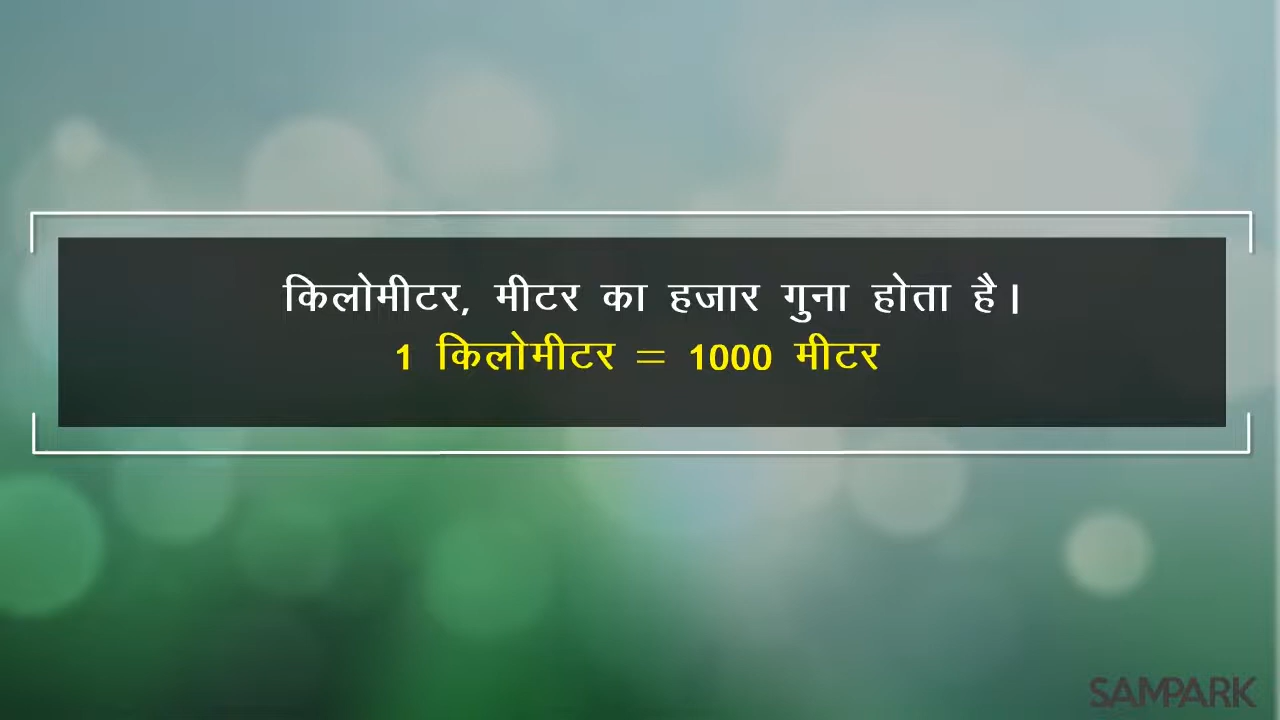 किलोमीटर, मीटर का हजार गुना होता है।
1 किलोमीटर = 1000 मीटर
SAMPARK